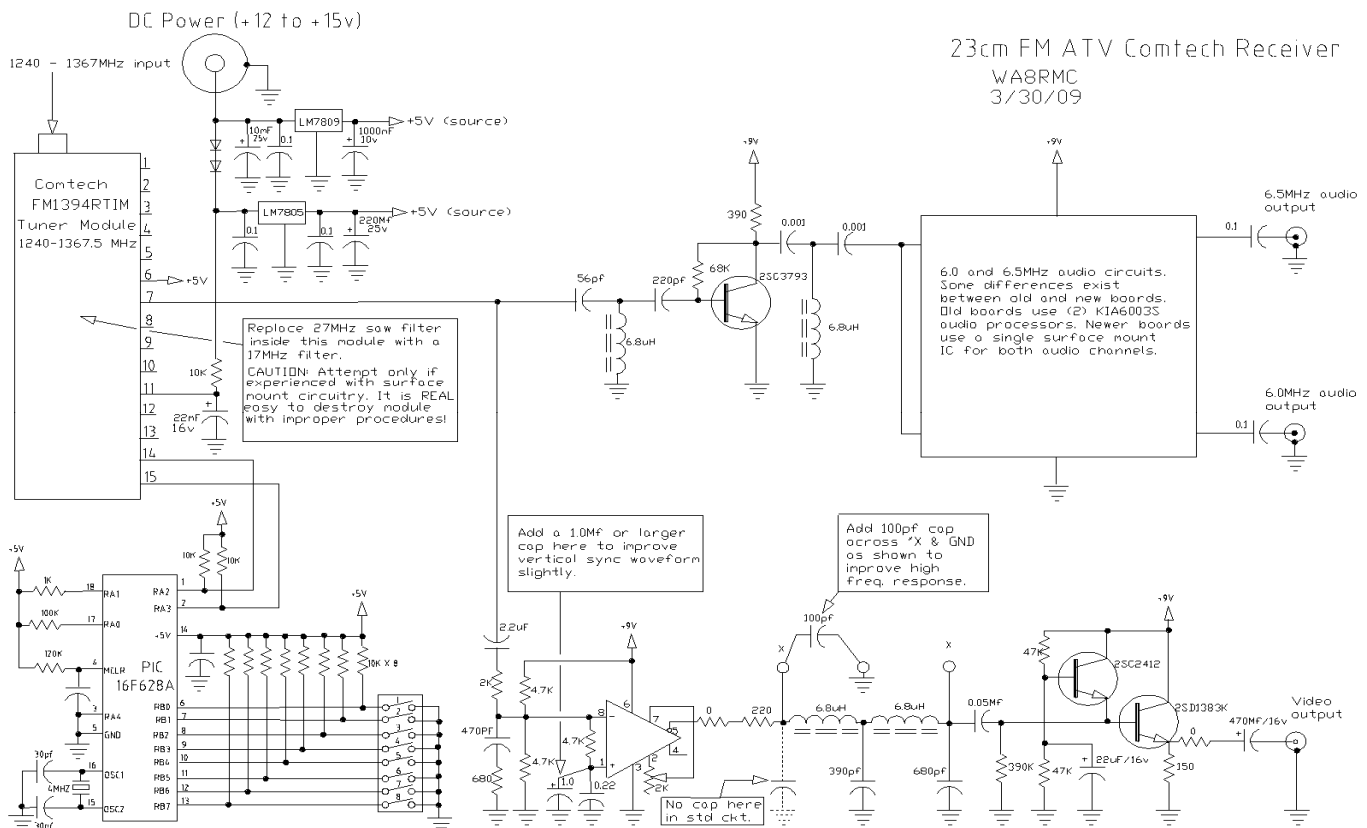 DC Power (+12 to +15v)
23cm FM ATV Comtech Receiver
WA8RMC
3/30/09
1240 - 1367MHz input
LM7809
+5V (source)
10mF
25v
0.1
1000mF
10v
LM7805
+5V (source)
0.1
0.1
220Mf
25v
Comtech
FM1394RTIM
Tuner Module
1240-1367.5 MHz
1
2
3
4
5
6
7
8
9
10
11
12
13
14
15
+5V
10K
22mF
16v
Replace 27MHz saw filter
inside this module with a
17MHz filter.
CAUTION: Attempt only if
experienced with surface
mount circuitry. It is REAL
easy to destroy module
with improper procedures!
56pf
6.8uH
220pf
68K
+9V
390
2SC3793
0.001
6.8uH
0.001
+9V
6.0 and 6.5MHz audio circuits.
Some differences exist
between old and new boards.
Old boards use (2) KIA6003S
audio processors. Newer boards
use a single surface mount
IC for both audio channels.
6.5MHz audio
output
0.1
6.0MHz audio
output
0.1
+5V
10K
10K
+5V
1K
100K
120K
18
17
4
3
5
16
15
RA1
RA0
MCLR
RA4
GND
OSC1
OSC2
PIC
16F628A
RA2
RA3
+5V
RB0
RB1
RB2
RB3
RB4
RB5
RB6
RB7
1
2
14
6
7
8
9
10
11
12
13
30pf
4MHZ
30pf
+5V
10K X 8
1
2
3
4
5
6
7
8
Add a 1.0Mf or larger
cap here to improve
vertical sync waveform
slightly.
Add 100pf cap
across *X & GND
as shown to
improve high
freq. response.
2.2uF
2K
470PF
680
4.7K
4.7K
4.7K
1.0
0.22
+9V
8
-
1
+
6
7
5
4
3
2
2K
0
220
X
100pf
6.8uH
6.8uH
390pf
680pf
No cap here
in std ckt.
X
0.05Mf
390K
47K
47K
22uF/16v
+9V
2SC2412
2SD1383K
0
150
470Mf/16v
Video
output